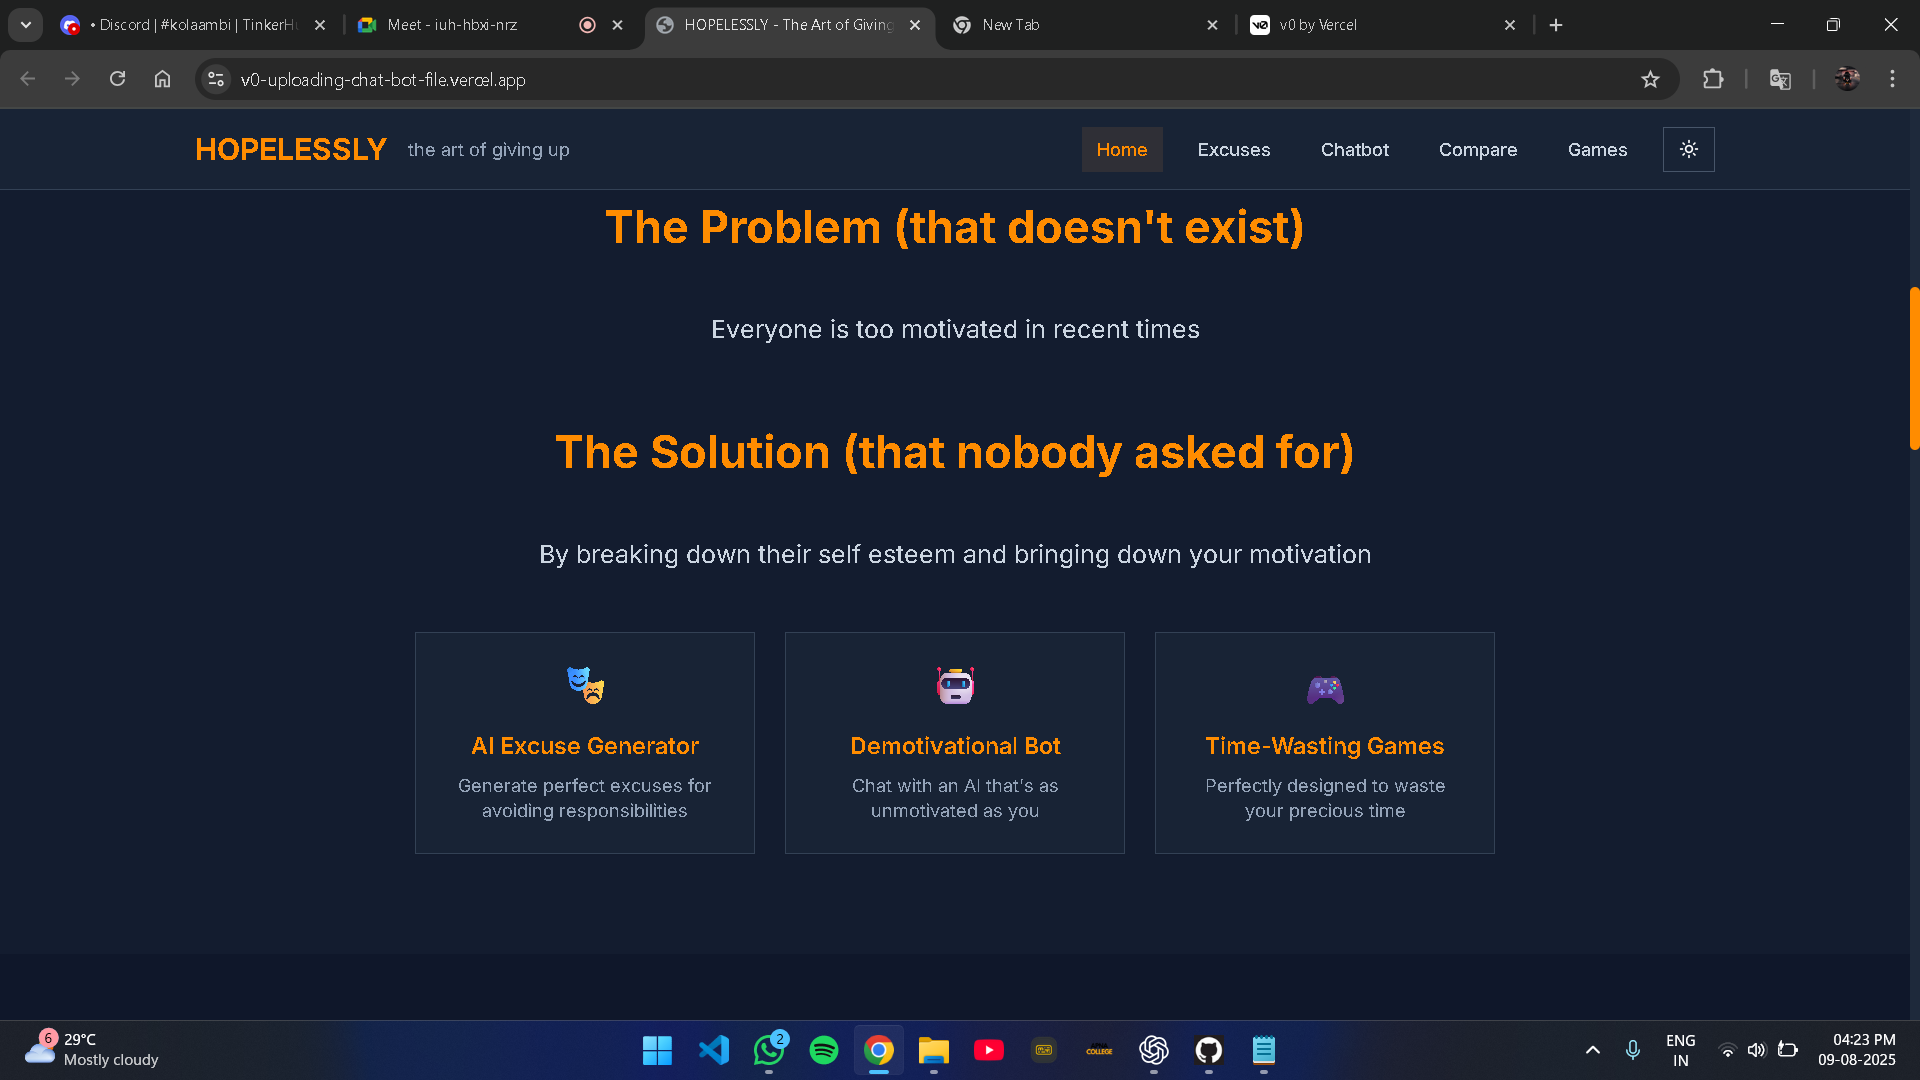 • Discord | #kolaambi | TinkerHu
Meet - iuh-hbxi-nrz
HOPELESSLY - The Art of Giving
New Tab
v0 by Vercel
v0-uploading-chat-bot-file.vercel.app
HOPELESSLY the art of giving up
Home Excuses Chatbot Compare Games
The Problem (that doesn't exist)
Everyone is too motivated in recent times
The Solution (that nobody asked for)
By breaking down their self esteem and bringing down your motivation
AI Excuse Generator
Generate perfect excuses for
avoiding responsibilities
Demotivational Bot
Chat with an AI that's as
unmotivated as you
Time-Wasting Games
Perfectly designed to waste
your precious time
6
29°C
Mostly cloudy
2
COLLEGE
ENG
IN
04:23 PM
09-08-2025